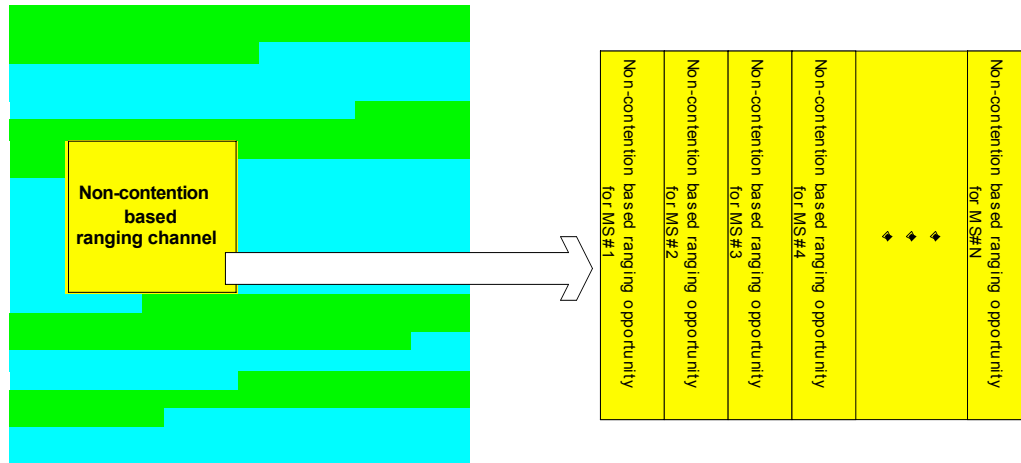 Non-contention
based
ranging channel
Non-contention based ranging opportunity
for MS#1
Non-contention based ranging opportunity
for MS#2
Non-contention based ranging opportunity
for MS#3
Non-contention based ranging opportunity
for MS#4
Non-contention based ranging opportunity
for MS#N